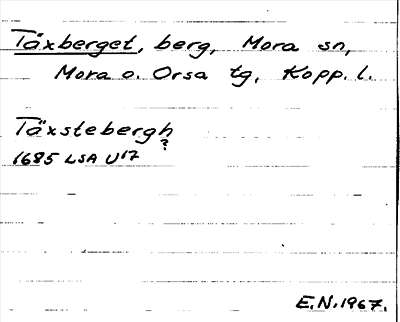 Täxberget, berg, Mora sn,
Mora o. Orsa tg, Kopp. l.
Täxstebergh
?
1685 LSA U17
E.N. 1967.